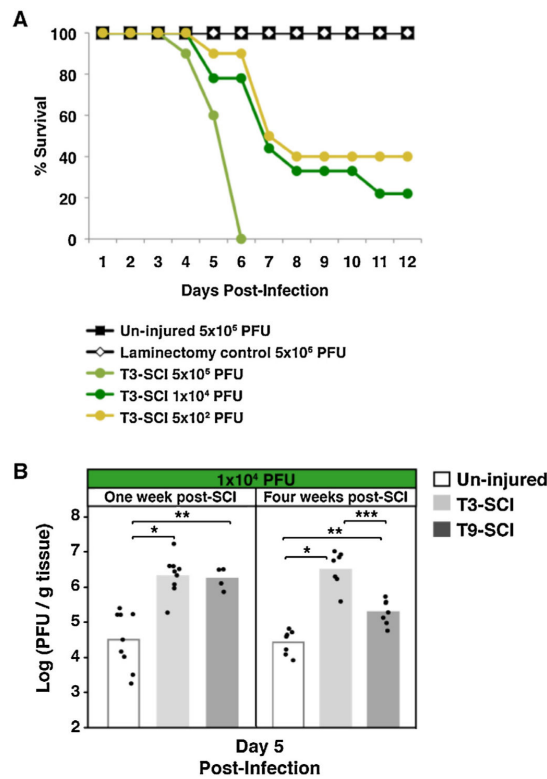 A
100
80
60
40
20
0
% Survival
1 2 3 4 5 6 7 8 9 10 11 12
Days Post-Infection
Un-injured 5x10⁵ PFU
Laminectomy control 5x10⁵ PFU
T3-SCI 5x10⁵ PFU
T3-SCI 1x10⁴ PFU
T3-SCI 5x10² PFU
B
1x10⁴ PFU
One week post-SCI Four weeks post-SCI
Un-injured
T3-SCI
T9-SCI
8
7
6
5
4
3
2
Log (PFU / g tissue)
* ** * ** ***
Day 5
Post-Infection